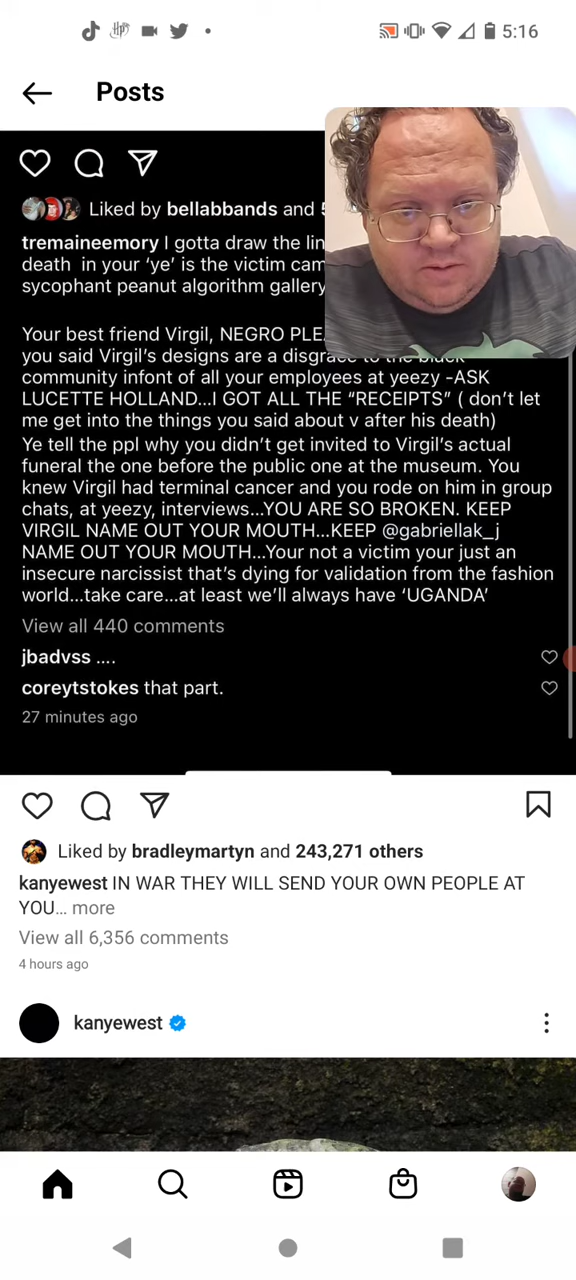 5:16
Posts
Liked by bellabbands and
tremaineemory I gotta draw the
death in your ‘ye’ is the victim
sycophant peanut algorithm gallery
Your best friend Virgil, NEGRO
you said Virgil’s designs are a disgrace to the black
community infont of all your employees at yeezy -ASK
LUCETTE HOLLAND...I GOT ALL THE “RECEIPTS” ( don’t let
me get into the things you said about v after his death)
Ye tell the ppl why you didn’t get invited to Virgil’s actual
funeral the one before the public one at the museum. You
knew Virgil had terminal cancer and you rode on him in group
chats, at yeezy, interviews...YOU ARE SO BROKEN. KEEP
VIRGIL NAME OUT YOUR MOUTH...KEEP @gabriellak_j
NAME OUT YOUR MOUTH...Your not a victim your just an
insecure narcissist that’s dying for validation from the fashion
world...take care...at least we’ll always have ‘UGANDA’
View all 440 comments
jbadvss ....
coreytstokes that part.
27 minutes ago
Liked by bradleymartyn and 243,271 others
kanyewest IN WAR THEY WILL SEND YOUR OWN PEOPLE AT
YOU... more
View all 6,356 comments
4 hours ago
kanyewest